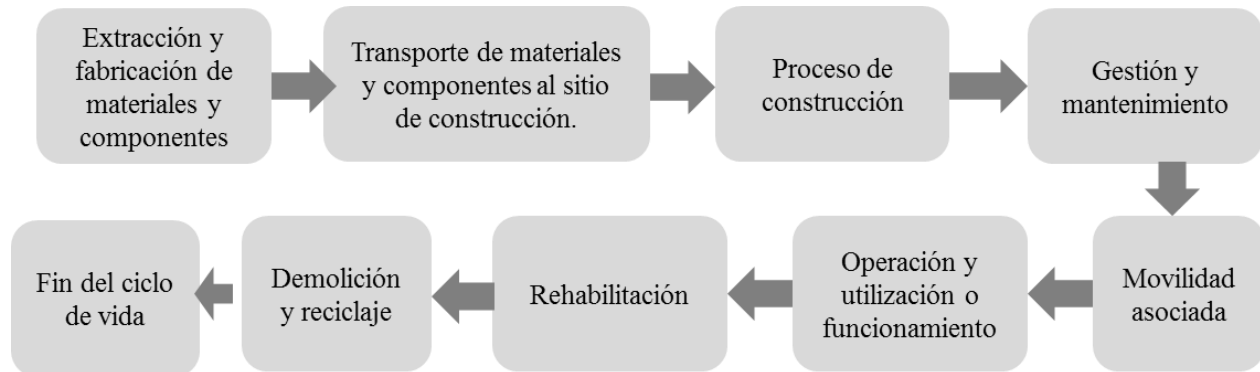 Extracción y
fabricación de
materiales y
componentes
Transporte de materiales
y componentes al sitio
de construcción.
Proceso de
construcción
Gestión y
mantenimiento
Movilidad
asociada
Operación y
utilización o
funcionamiento
Rehabilitación
Demolición
y reciclaje
Fin del ciclo
de vida